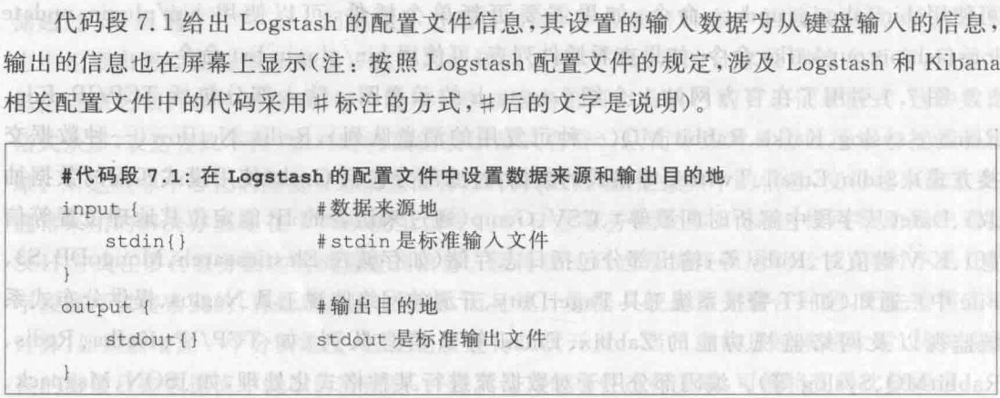 代码段 7.1 给出 Logstash 的配置文件信息,其设置的输入数据为从键盘输入的信息,
输出的信息也在屏幕上显示(注:按照 Logstash 配置文件的规定,涉及 Logstash 和 Kibana
相关配置文件中的代码采用#标注的方式,#后的文字是说明)。
#代码段 7.1: 在 Logstash 的配置文件中设置数据来源和输出目的地
input { #数据来源地
stdin{} #stdin 是标准输入文件
}
output { #输出目的地
stdout{} #stdout 是标准输出文件
}